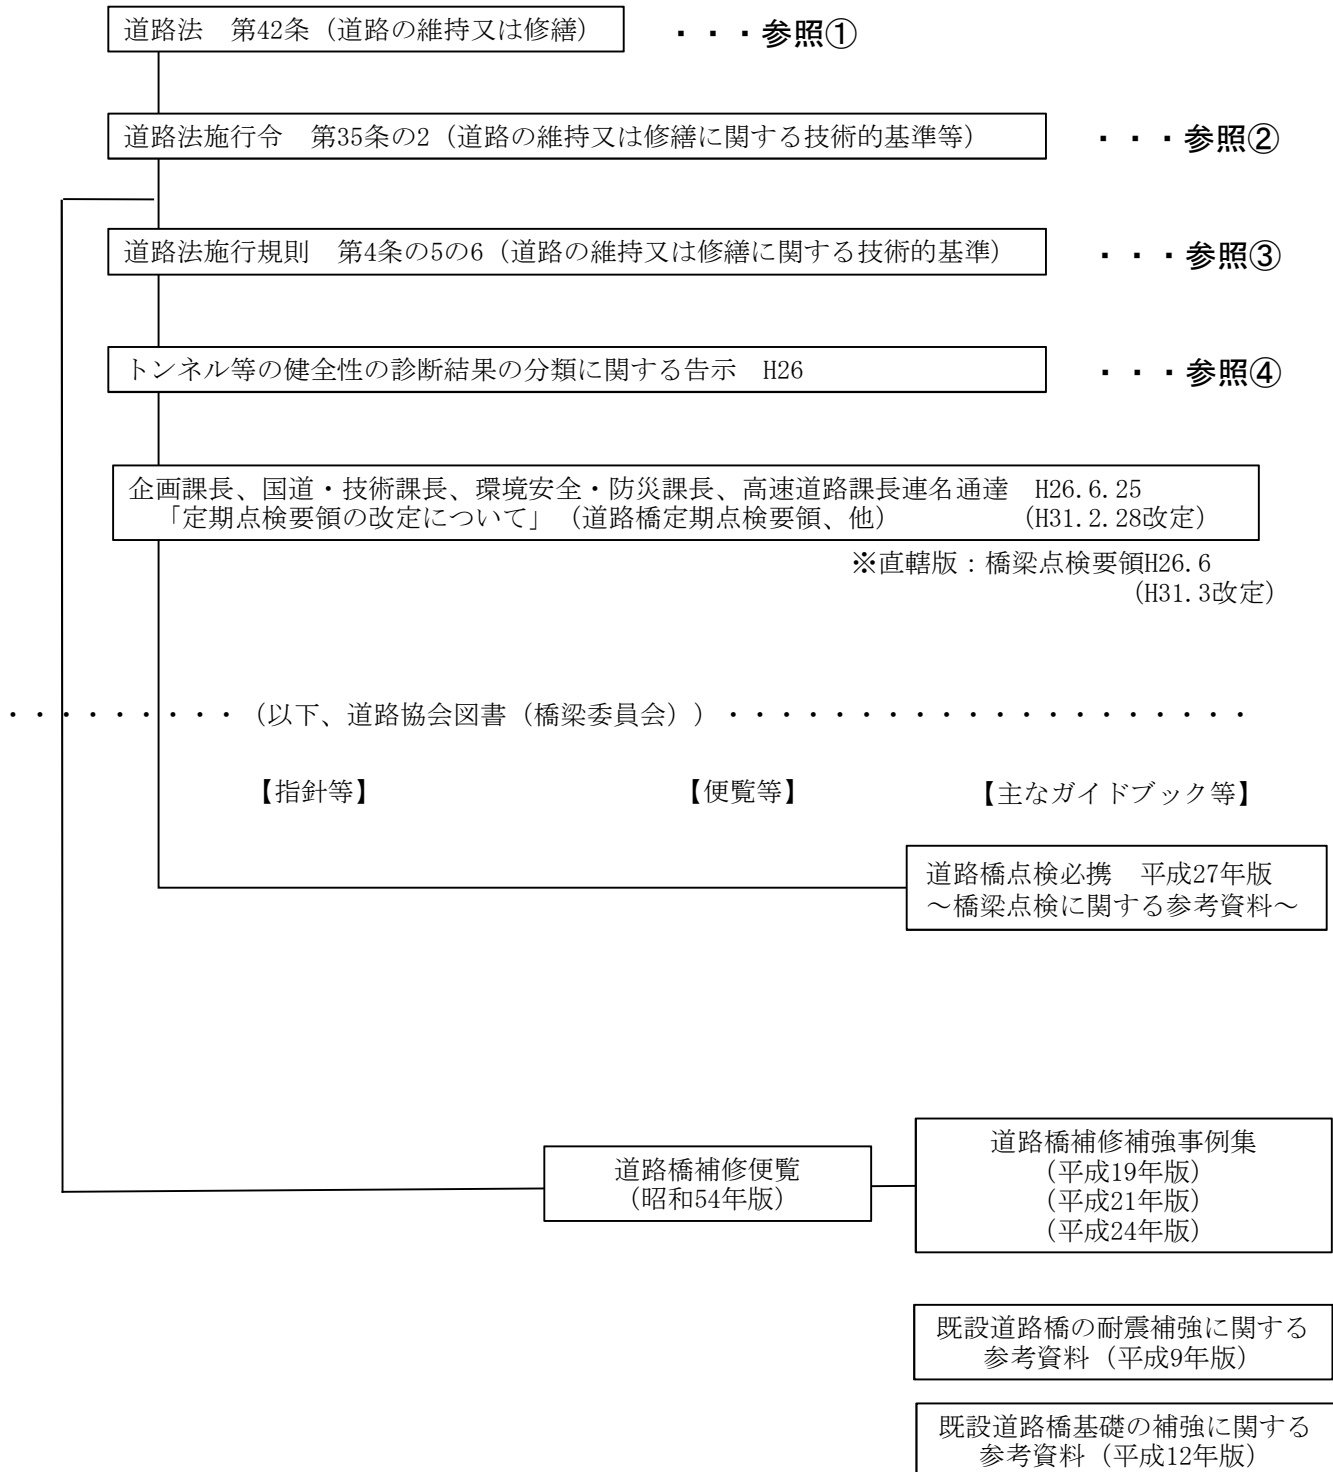 道路法　第42条（道路の維持又は修繕）　・・・参照①
道路法施行令　第35条の2（道路の維持又は修繕に関する技術的基準等）　・・・参照②
道路法施行規則　第4条の5の6（道路の維持又は修繕に関する技術的基準）　・・・参照③
トンネル等の健全性の診断結果の分類に関する告示　H26　・・・参照④
企画課長、国道・技術課長、環境安全・防災課長、高速道路課長連名通達　H26.6.25
「定期点検要領の改定について」（道路橋定期点検要領、他）　（H31.2.28改定）
※直轄版：橋梁点検要領H26.6
（H31.3改定）
・・・・・・・・・・（以下、道路協会図書（橋梁委員会））・・・・・・・・・・・・・・・・・・・・
【指針等】　【便覧等】　【主なガイドブック等】
道路橋点検必携　平成27年版
～橋梁点検に関する参考資料～
道路橋補修便覧
（昭和54年版）
道路橋補修補強事例集
（平成19年版）
（平成21年版）
（平成24年版）
既設道路橋の耐震補強に関する
参考資料（平成9年版）
既設道路橋基礎の補強に関する
参考資料（平成12年版）